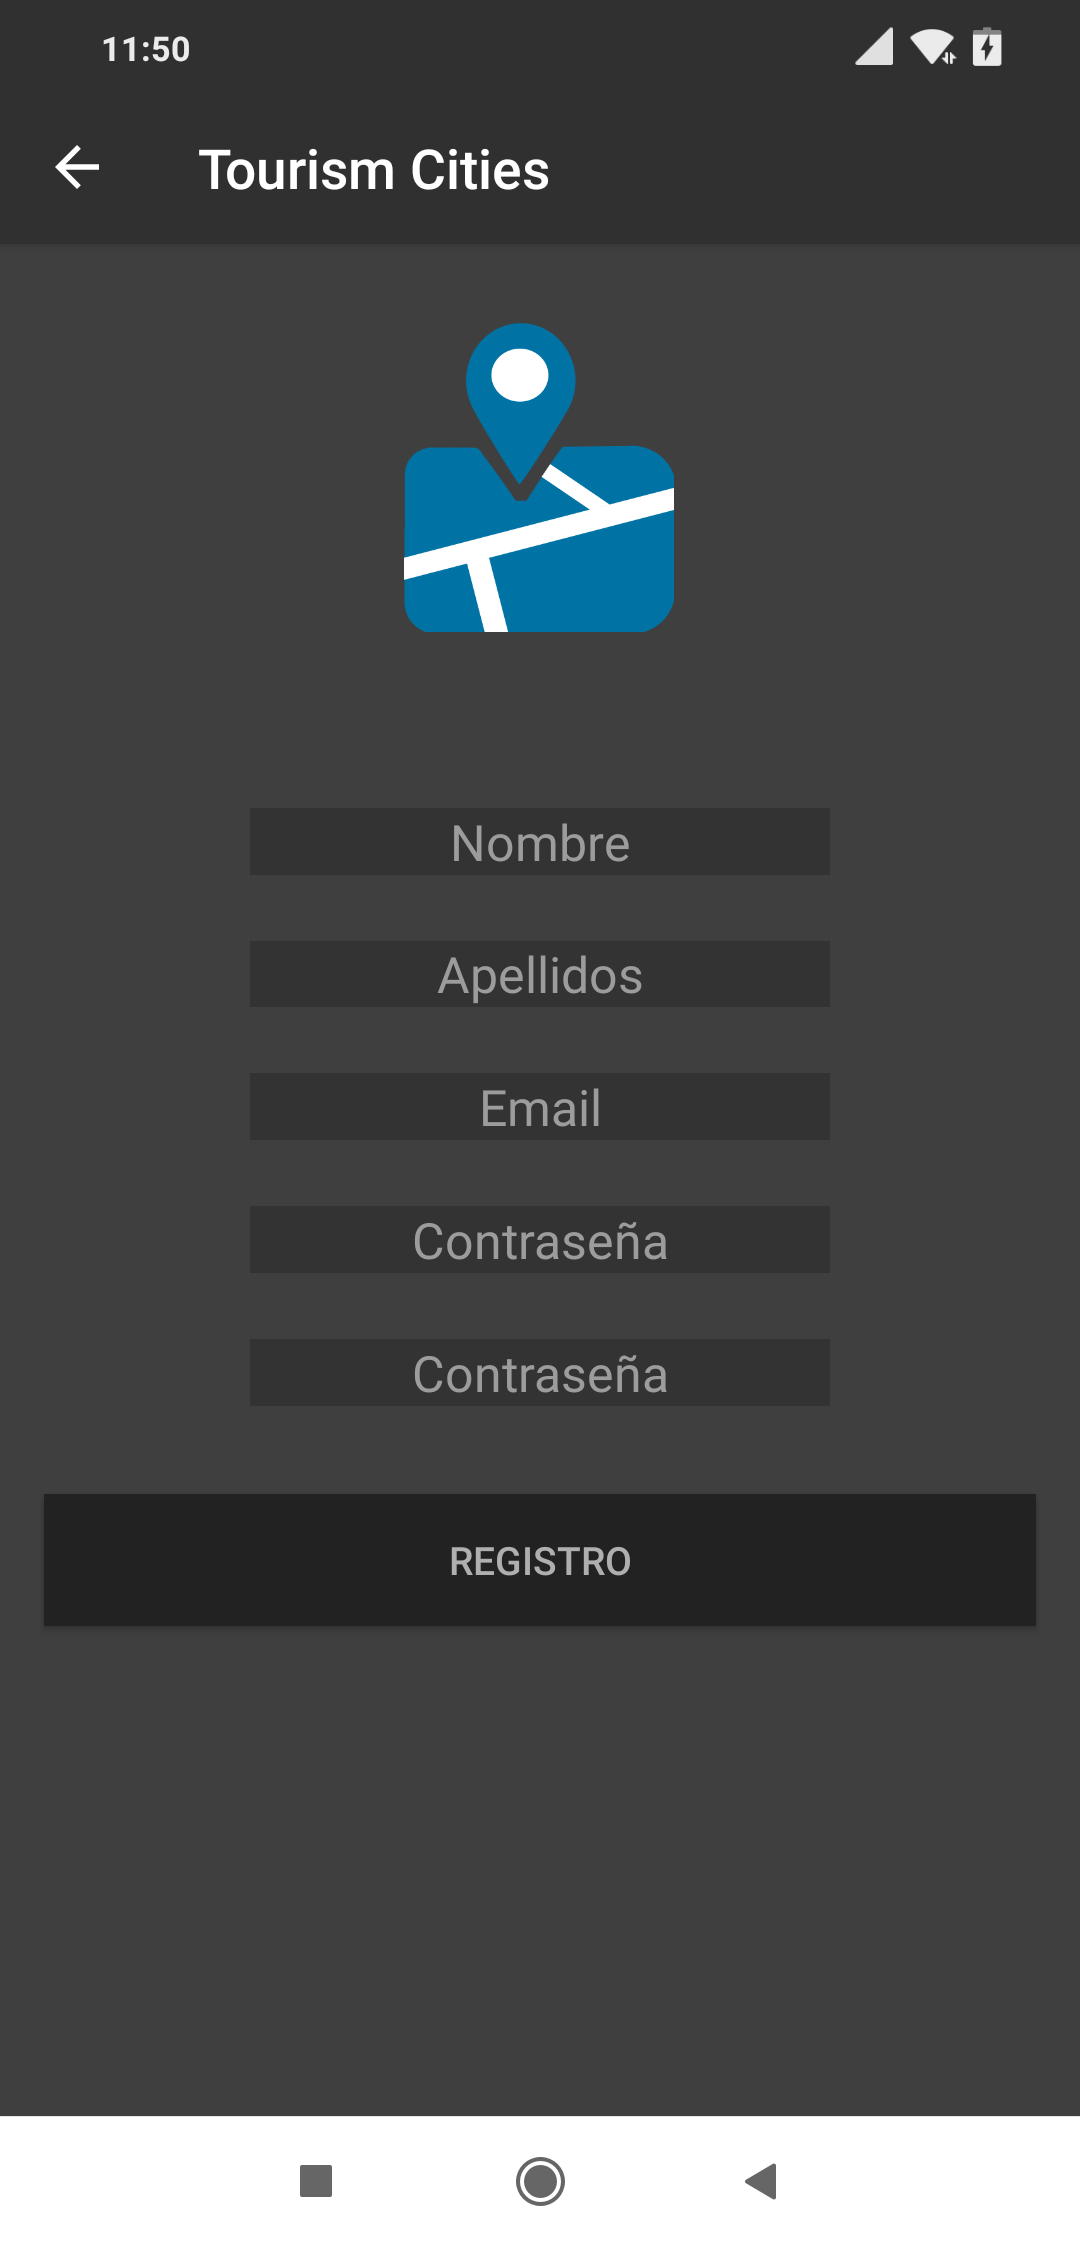 11:50
Tourism Cities
Nombre
Apellidos
Email
Contraseña
Contraseña
REGISTRO